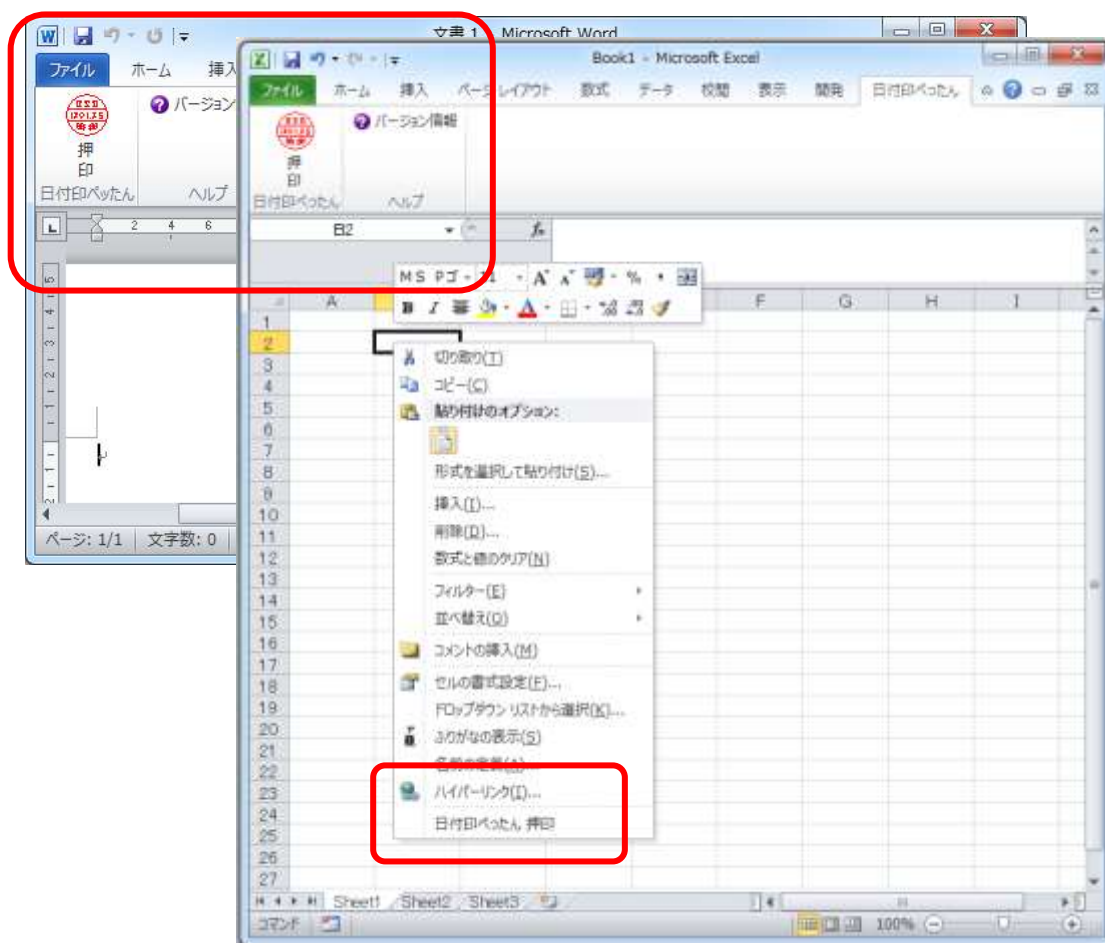 文書 1 - Microsoft Word
ファイル
ホーム
挿入
バージョン
押
印
日付印ぺったん
ヘルプ
2 4 6
ページ: 1/1
文字数: 0
Book1 - Microsoft Excel
ファイル ホーム 挿入 ページ レイアウト 数式 データ 校閲 表示 開発 日付印ぺったん
バージョン情報
押
印
日付印ぺったん
ヘルプ
B2
fx
MS Pゴ 11 A A %
B I A
A F G H I
1
2
3
4
5
6
7
8
9
10
11
12
13
14
15
16
17
18
19
20
21
22
23
24
25
26
27
切り取り(T)
コピー(C)
貼り付けのオプション:
形式を選択して貼り付け(S)...
挿入(I)...
削除(D)...
数式と値のクリア(N)
フィルター(E)
並べ替え(O)
コメントの挿入(M)
セルの書式設定(F)...
ドロップダウン リストから選択(K)...
ふりがなの表示(S)
名前の定義(A)...
ハイパーリンク(I)...
日付印ぺったん 押印
Sheet1 Sheet2 Sheet3
コマンド
100%